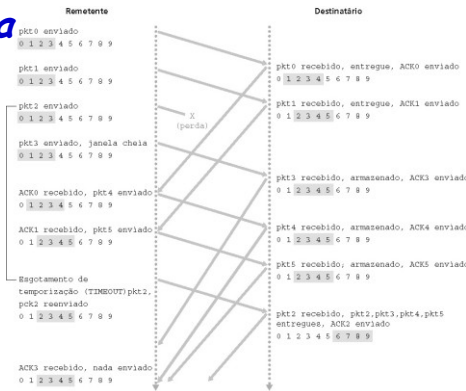 a
Remetente
Destinatário
pkt0 enviado
0 1 2 3 4 5 6 7 8 9
pkt1 enviado
0 1 2 3 4 5 6 7 8 9
pkt2 enviado
0 1 2 3 4 5 6 7 8 9
X
(perda)
pkt3 enviado, janela cheia
0 1 2 3 4 5 6 7 8 9
ACK0 recebido, pkt4 enviado
0 1 2 3 4 5 6 7 8 9
ACK1 recebido, pkt5 enviado
0 1 2 3 4 5 6 7 8 9
Esgotamento de
temporização (TIMEOUT)pkt2,
pck2 reenviado
0 1 2 3 4 5 6 7 8 9
ACK3 recebido, nada enviado
0 1 2 3 4 5 6 7 8 9
pkt0 recebido, entregue, ACK0 enviado
0 1 2 3 4 5 6 7 8 9
pkt1 recebido, entregue, ACK1 enviado
0 1 2 3 4 5 6 7 8 9
pkt3 recebido, armazenado, ACK3 enviado
0 1 2 3 4 5 6 7 8 9
pkt4 recebido, armazenado, ACK4 enviado
0 1 2 3 4 5 6 7 8 9
pkt5 recebido; armazenado, ACK5 enviado
0 1 2 3 4 5 6 7 8 9
pkt2 recebido, pkt2,pkt3,pkt4,pkt5
entregues, ACK2 enviado
0 1 2 3 4 5 6 7 8 9